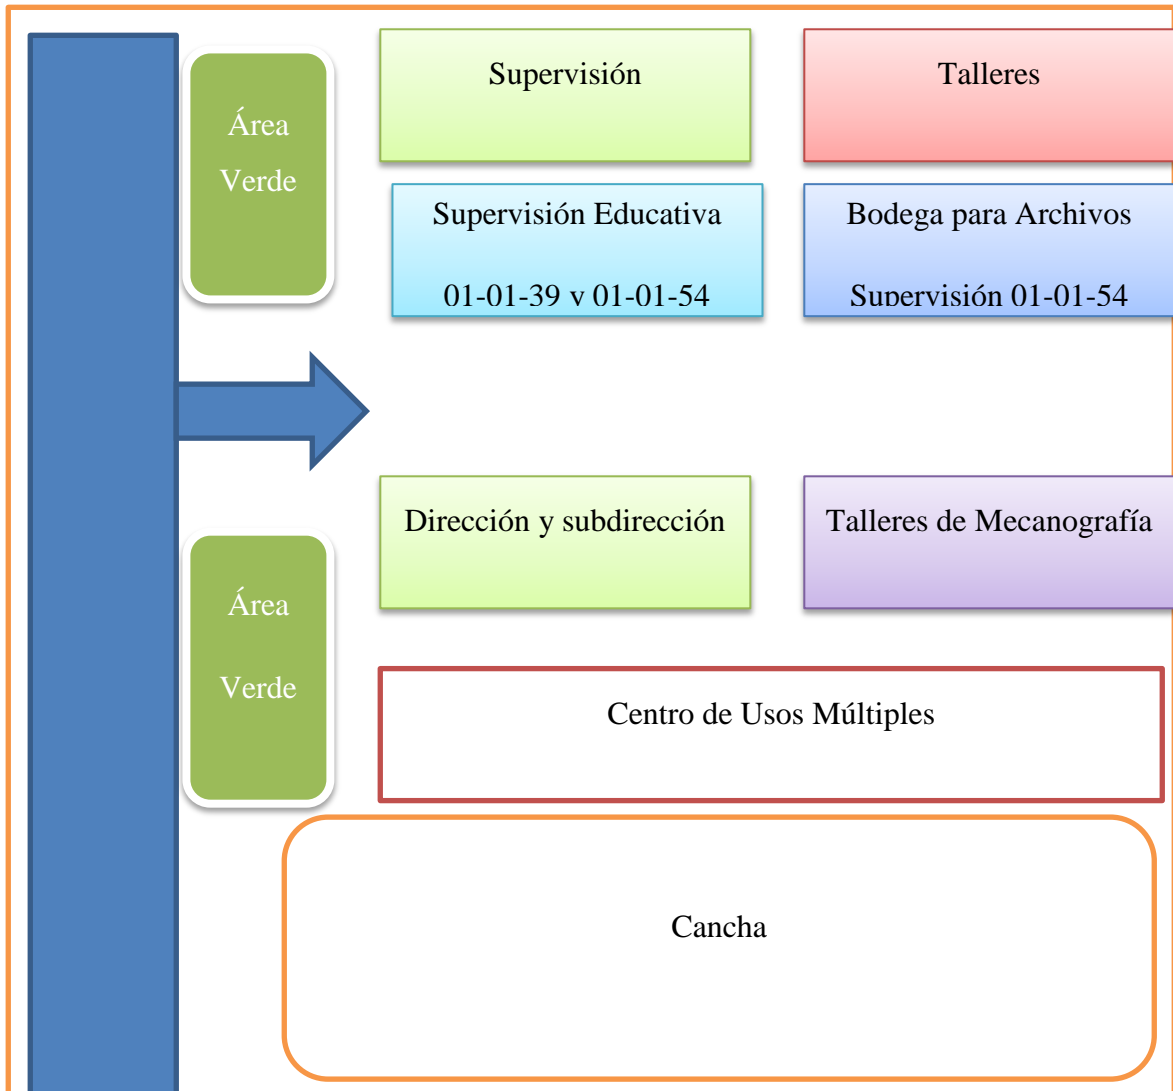 Supervisión
Talleres
Área
Verde
Supervisión Educativa
01-01-39 y 01-01-54
Bodega para Archivos
Supervisión 01-01-54
Dirección y subdirección
Talleres de Mecanografía
Área
Verde
Centro de Usos Múltiples
Cancha